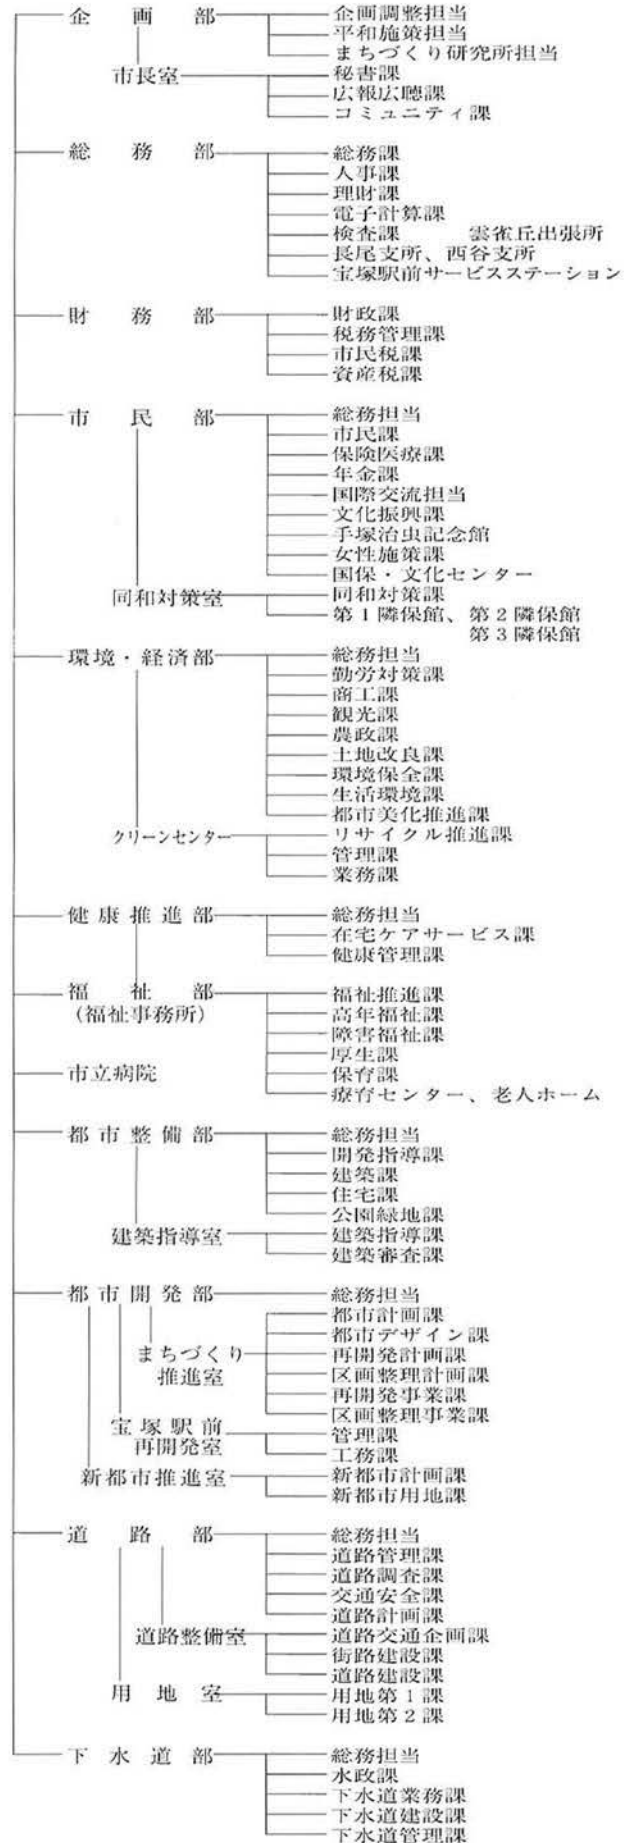 企画部 企画調整担当
平和施策担当
まちづくり研究所担当
市長室 秘書課
広報広聴課
コミュニティ課
総務部 総務課
人事課
理財課
電子計算課
検査課 雲雀丘出張所
長尾支所、西谷支所
宝塚駅前サービスステーション
財務部 財政課
税務管理課
市民税課
資産税課
市民部 総務担当
市民課
保険医療課
年金課
国際交流担当
文化振興課
手塚治虫記念館
女性施策課
国保・文化センター
同和対策室 同和対策課
第1隣保館、第2隣保館
第3隣保館
環境・経済部 総務担当
勤労対策課
商工課
観光課
農政課
土地改良課
環境保全課
生活環境課
都市美化推進課
クリーンセンター リサイクル推進課
管理課
業務課
健康推進部 総務担当
在宅ケアサービス課
健康管理課
福祉部 福祉推進課
(福祉事務所) 高年福祉課
障害福祉課
厚生課
市立病院 保育課
療育センター、老人ホーム
都市整備部 総務担当
開発指導課
建築課
住宅課
公園緑地課
建築指導室 建築指導課
建築審査課
都市開発部 総務担当
都市計画課
都市デザイン課
まちづくり 再開発計画課
推進室 区画整理計画課
再開発事業課
区画整理事業課
宝塚駅前 管理課
再開発室 工務課
新都市推進室 新都市計画課
新都市用地課
道路部 総務担当
道路管理課
道路調査課
交通安全課
道路計画課
道路整備室 道路交通企画課
街路建設課
道路建設課
用地室 用地第1課
用地第2課
下水道部 総務担当
水政課
下水道業務課
下水道建設課
下水道管理課